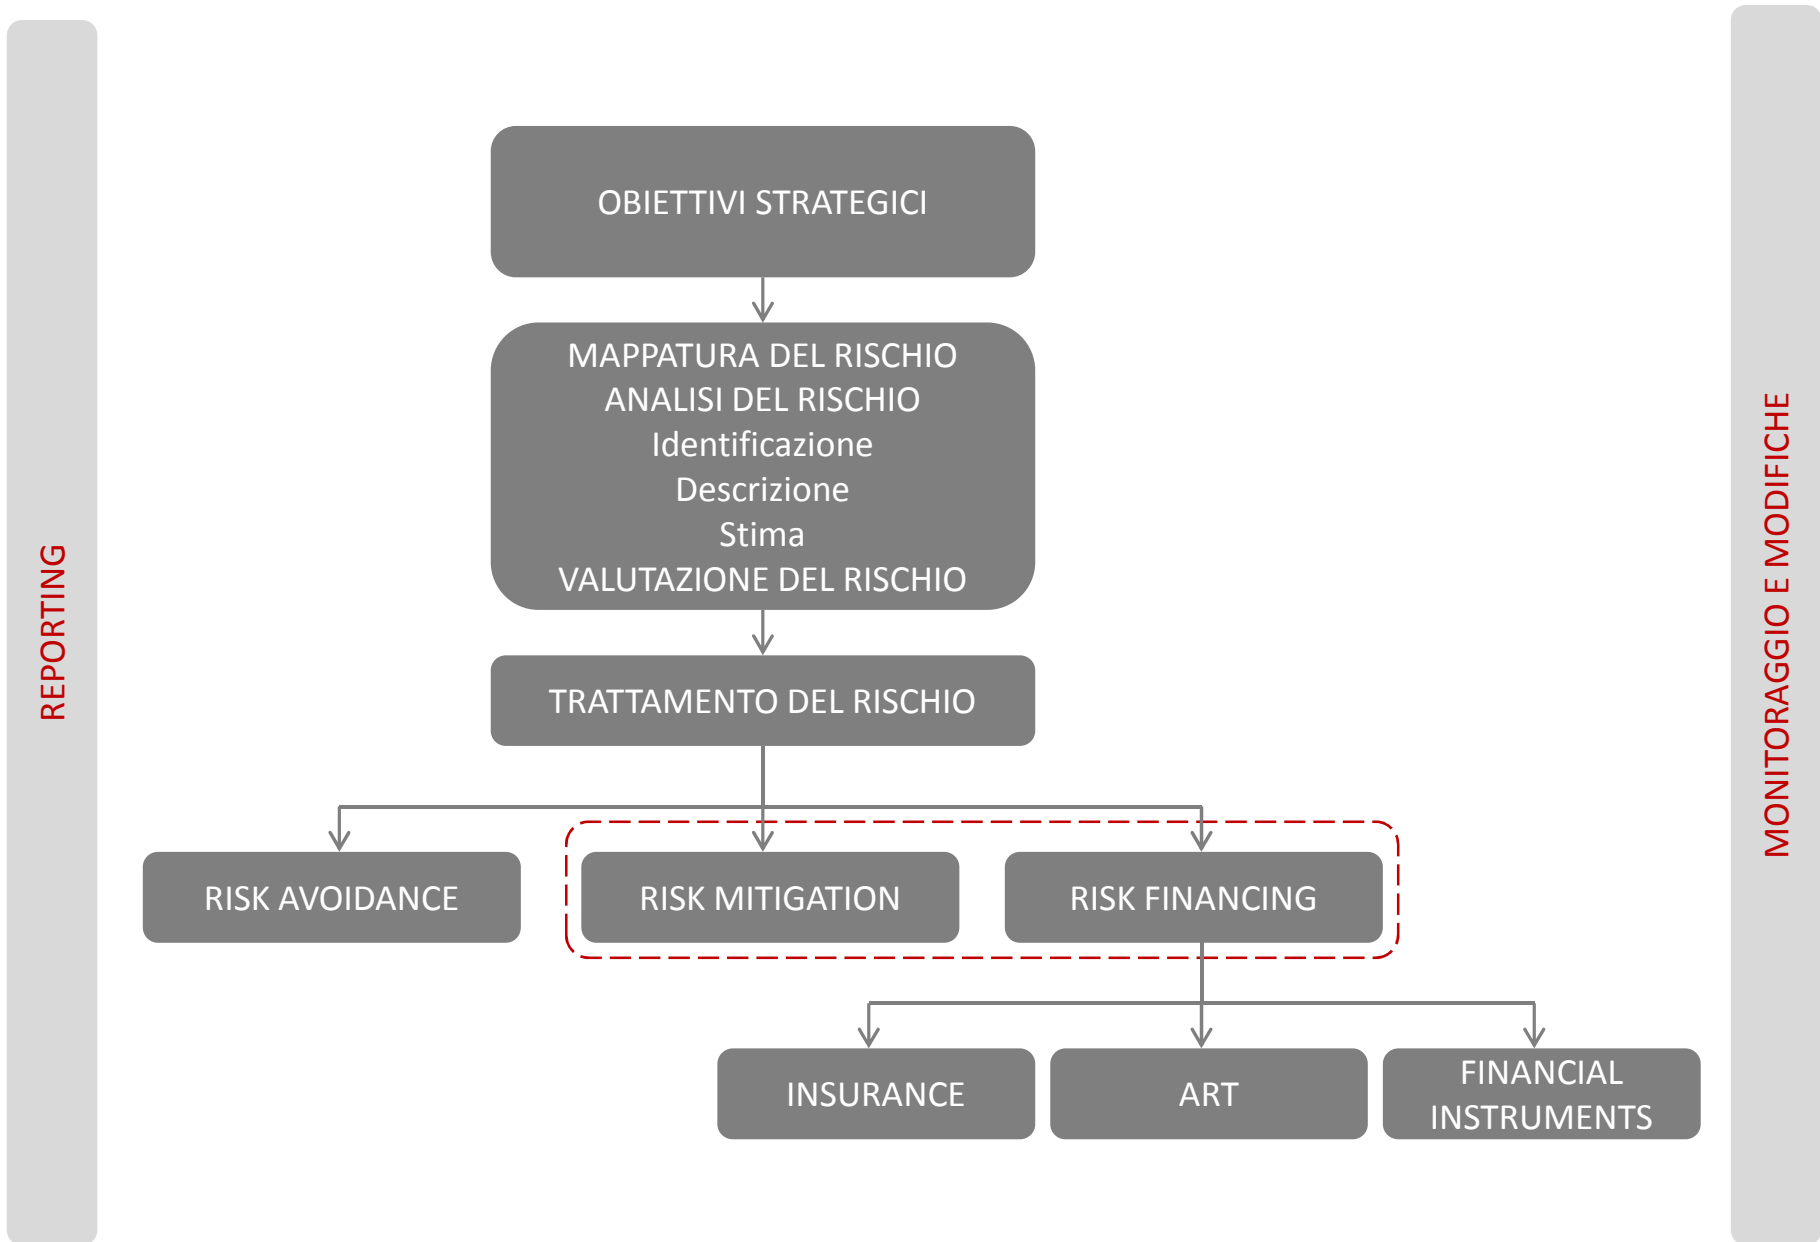 REPORTING
OBIETTIVI STRATEGICI
MAPPATURA DEL RISCHIO
ANALISI DEL RISCHIO
Identificazione
Descrizione
Stima
VALUTAZIONE DEL RISCHIO
TRATTAMENTO DEL RISCHIO
RISK AVOIDANCE
RISK MITIGATION
RISK FINANCING
INSURANCE
ART
FINANCIAL
INSTRUMENTS
MONITORAGGIO E MODIFICHE